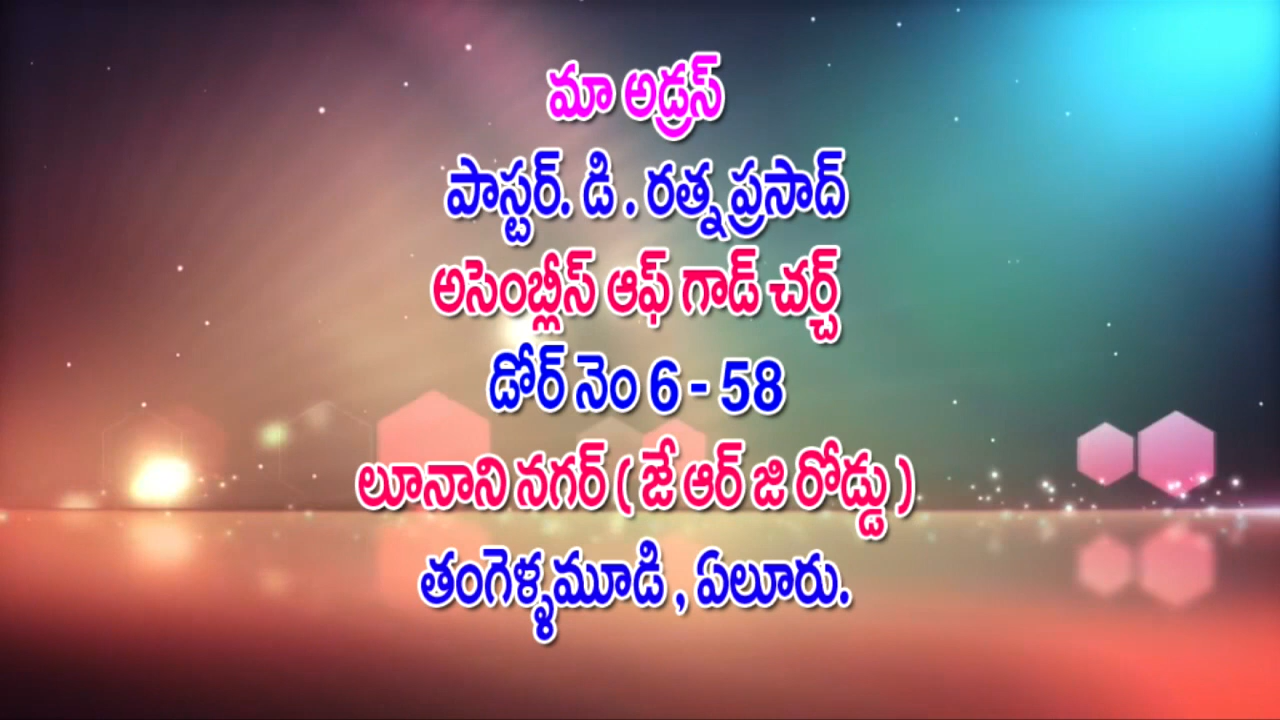 మా అడ్రస్
పాస్టర్. డి . రత్న ప్రసాద్
అసెంబ్లీస్ ఆఫ్ గాడ్ చర్చ్
డోర్ నెం 6 - 58
లూనాని నగర్ ( జే ఆర్ జి రోడ్డు )
తంగెళ్ళమూడి , ఏలూరు.